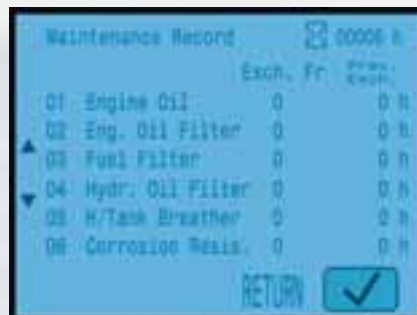 Maintenance Record 00006 h
Exch. Fr Prev. Exch.
01 Engine Oil 0 0 h
02 Eng. Oil Filter 0 0 h
03 Fuel Filter 0 0 h
04 Hydr. Oil Filter 0 0 h
05 H/Tank Breather 0 0 h
06 Corrosion Resis. 0 0 h
RETURN